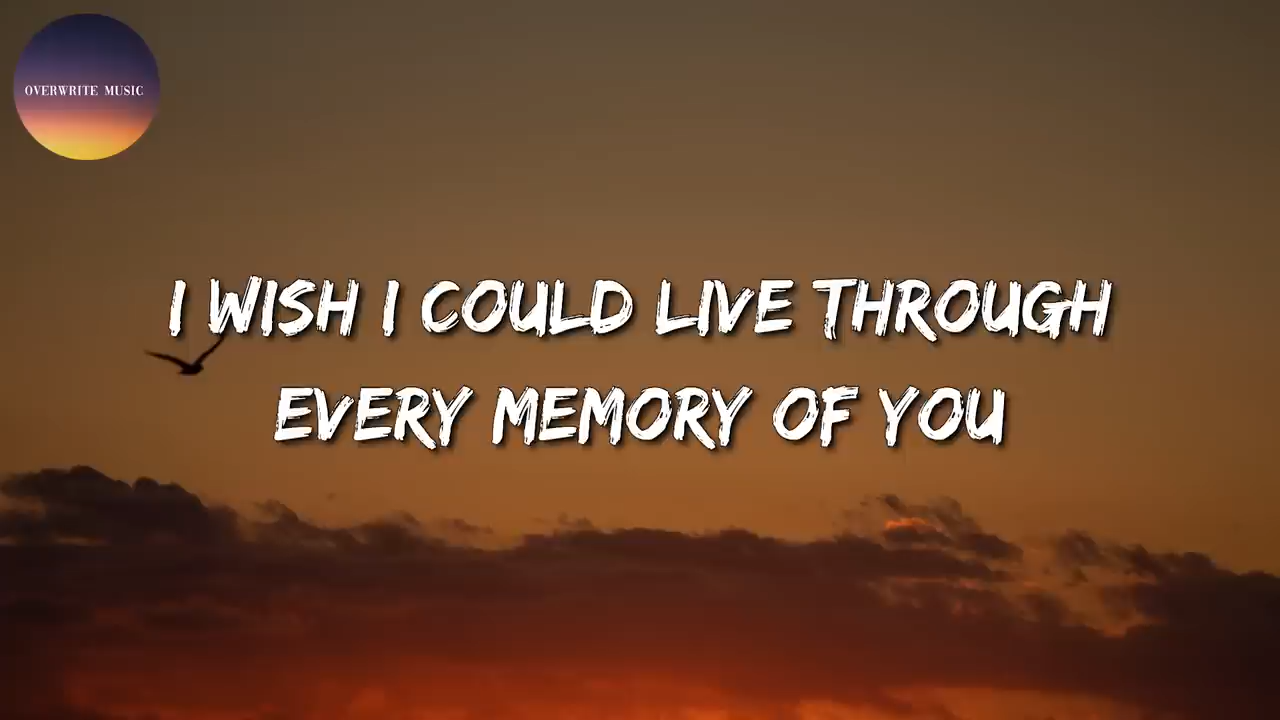 OVERWRITE MUSIC
I WISH I COULD LIVE THROUGH
EVERY MEMORY OF YOU